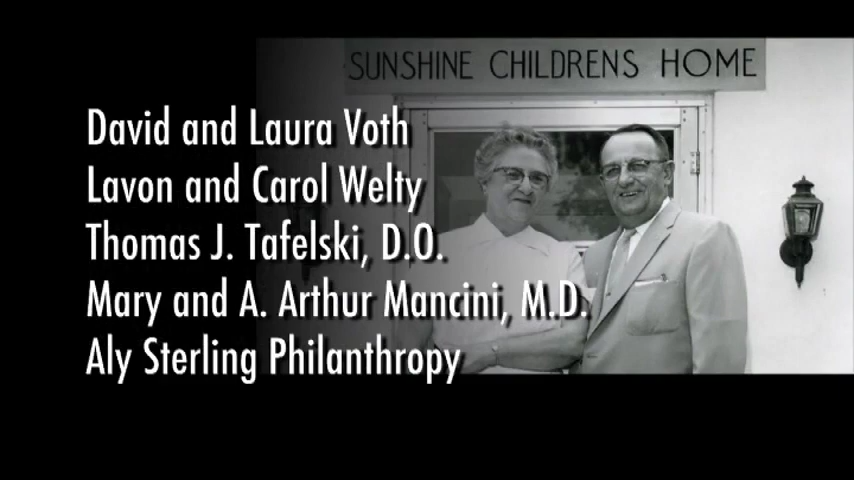 SUNSHINE CHILDRENS HOME
David and Laura Voth
Lavon and Carol Welty
Thomas J. Tafelski, D.O.
Mary and A. Arthur Mancini, M.D.
Aly Sterling Philanthropy